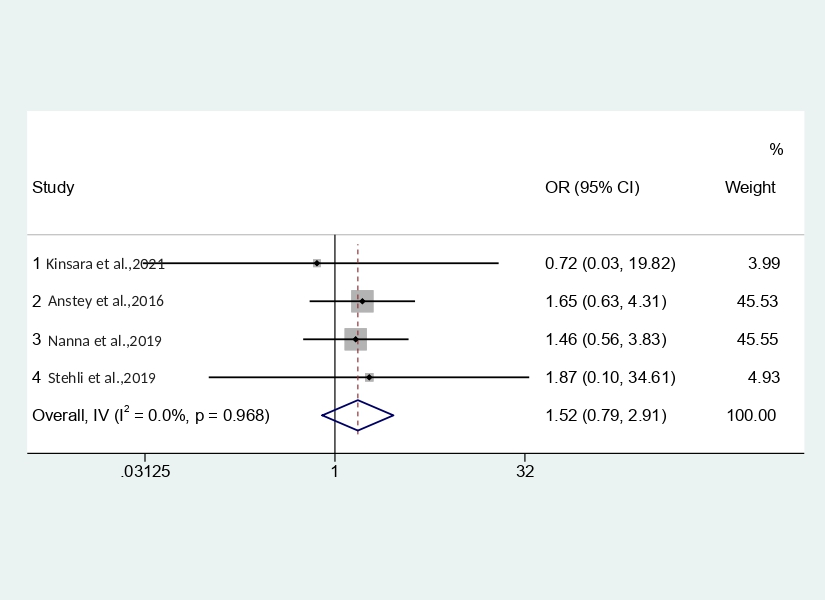 %
Study OR (95% CI) Weight
1 Kinsara et al.,2021 0.72 (0.03, 19.82) 3.99
2 Anstey et al.,2016 1.65 (0.63, 4.31) 45.53
3 Nanna et al.,2019 1.46 (0.56, 3.83) 45.55
4 Stehli et al.,2019 1.87 (0.10, 34.61) 4.93
Overall, IV (I² = 0.0%, p = 0.968) 1.52 (0.79, 2.91) 100.00
.03125 1 32